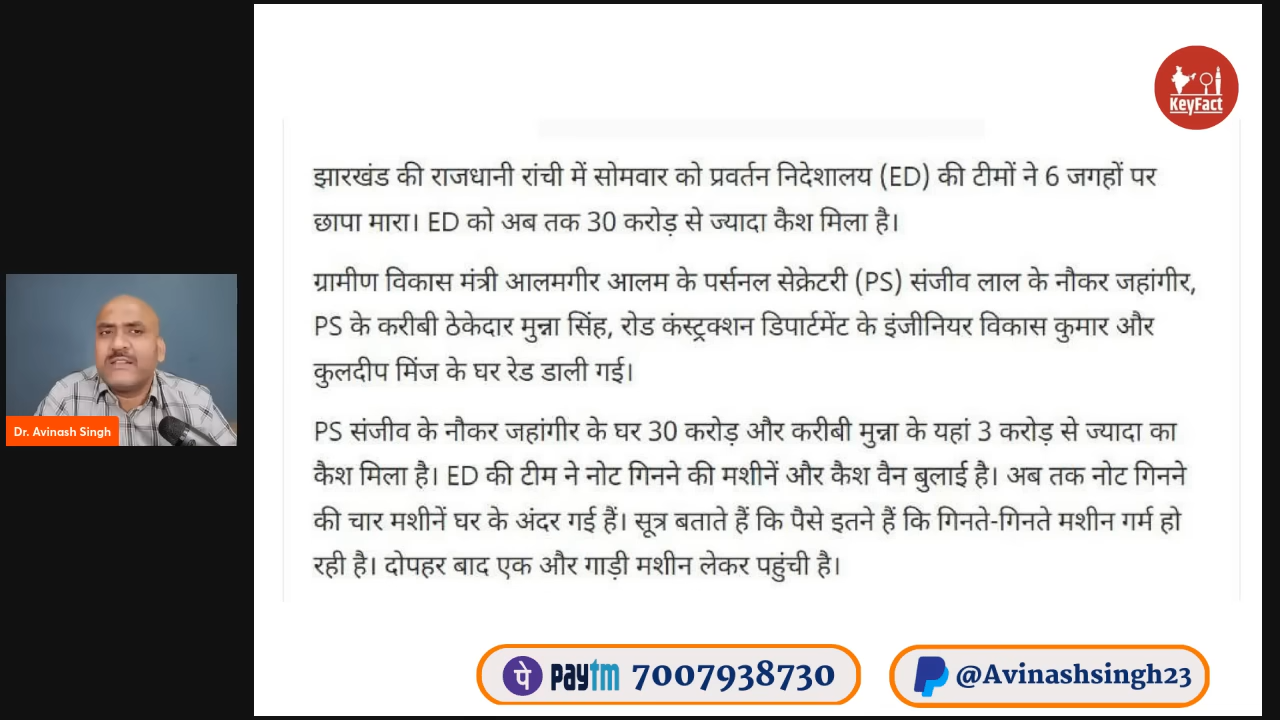 KeyFact
झारखंड की राजधानी रांची में सोमवार को प्रवर्तन निदेशालय (ED) की टीमों ने 6 जगहों पर
छापा मारा। ED को अब तक 30 करोड़ से ज्यादा कैश मिला है।
ग्रामीण विकास मंत्री आलमगीर आलम के पर्सनल सेक्रेटरी (PS) संजीव लाल के नौकर जहांगीर,
PS के करीबी ठेकेदार मुन्ना सिंह, रोड कंस्ट्रक्शन डिपार्टमेंट के इंजीनियर विकास कुमार और
कुलदीप मिंज के घर रेड डाली गई।
PS संजीव के नौकर जहांगीर के घर 30 करोड़ और करीबी मुन्ना के यहां 3 करोड़ से ज्यादा का
कैश मिला है। ED की टीम ने नोट गिनने की मशीनें और कैश वैन बुलाई है। अब तक नोट गिनने
की चार मशीनें घर के अंदर गई हैं। सूत्र बताते हैं कि पैसे इतने हैं कि गिनते-गिनते मशीन गर्म हो
रही है। दोपहर बाद एक और गाड़ी मशीन लेकर पहुंची है।
Dr. Avinash Singh
पे paytm 7007938730
@Avinashsingh23